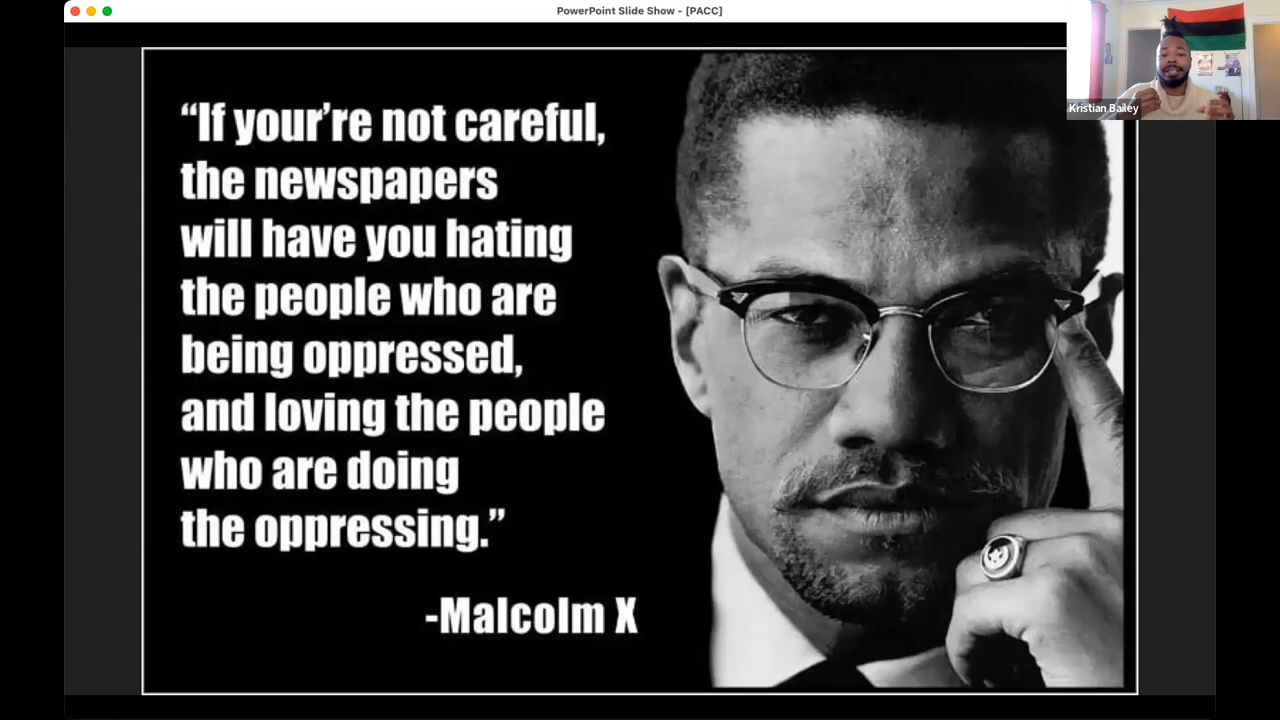 PowerPoint Slide Show - [PACC]
Kristian Bailey
“If your’re not careful,
the newspapers
will have you hating
the people who are
being oppressed,
and loving the people
who are doing
the oppressing.”
-Malcolm X